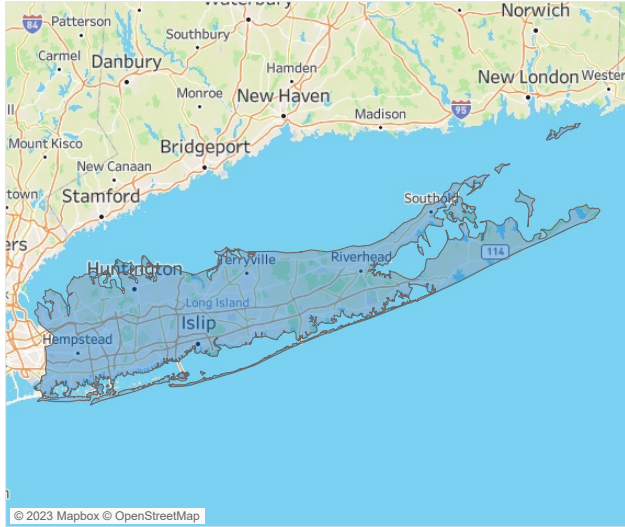 Waterbury
Norwich
84
Patterson
Southbury
Carmel
Danbury
Hamden
Monroe
New Haven
New London
Wester
95
Madison
Mount Kisco
Bridgeport
New Canaan
Stamford
town
Southold
ers
114
Huntington
Terryville
Riverhead
Long Island
Islip
Hempstead
© 2023 Mapbox © OpenStreetMap